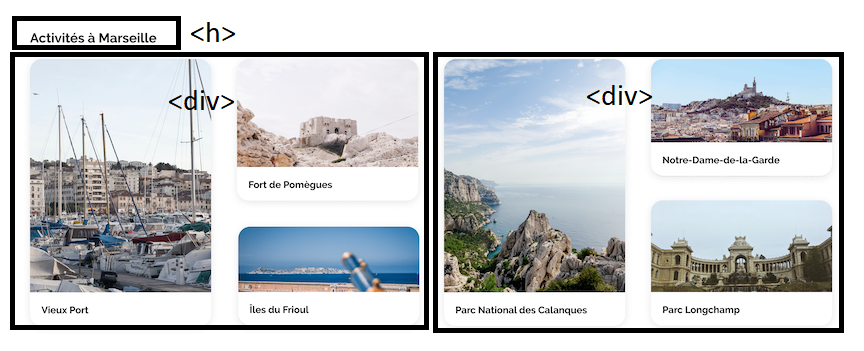 Activités à Marseille
<h>
<div>
<div>
Fort de Pomègues
Notre-Dame-de-la-Garde
Vieux Port
Îles du Frioul
Parc National des Calanques
Parc Longchamp